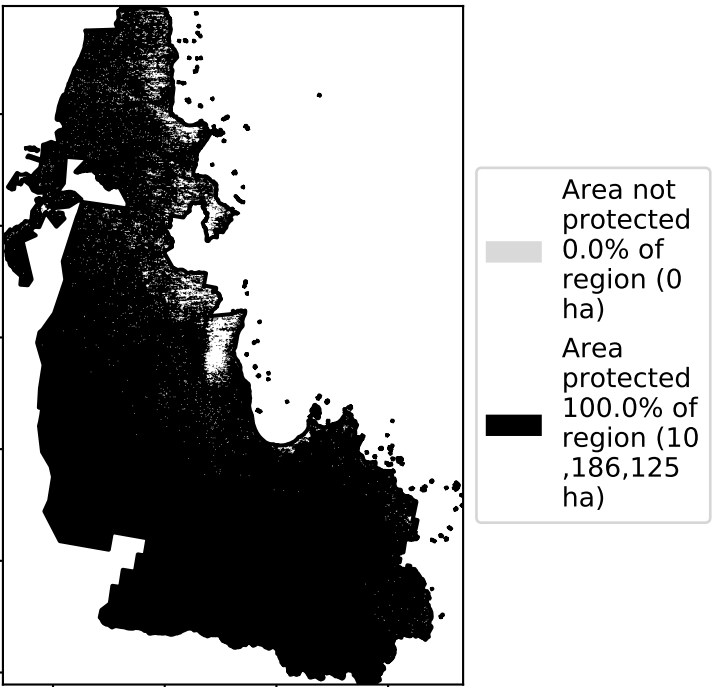 Area not
protected
0.0% of
region (0
ha)
Area
protected
100.0% of
region (10
,186,125
ha)